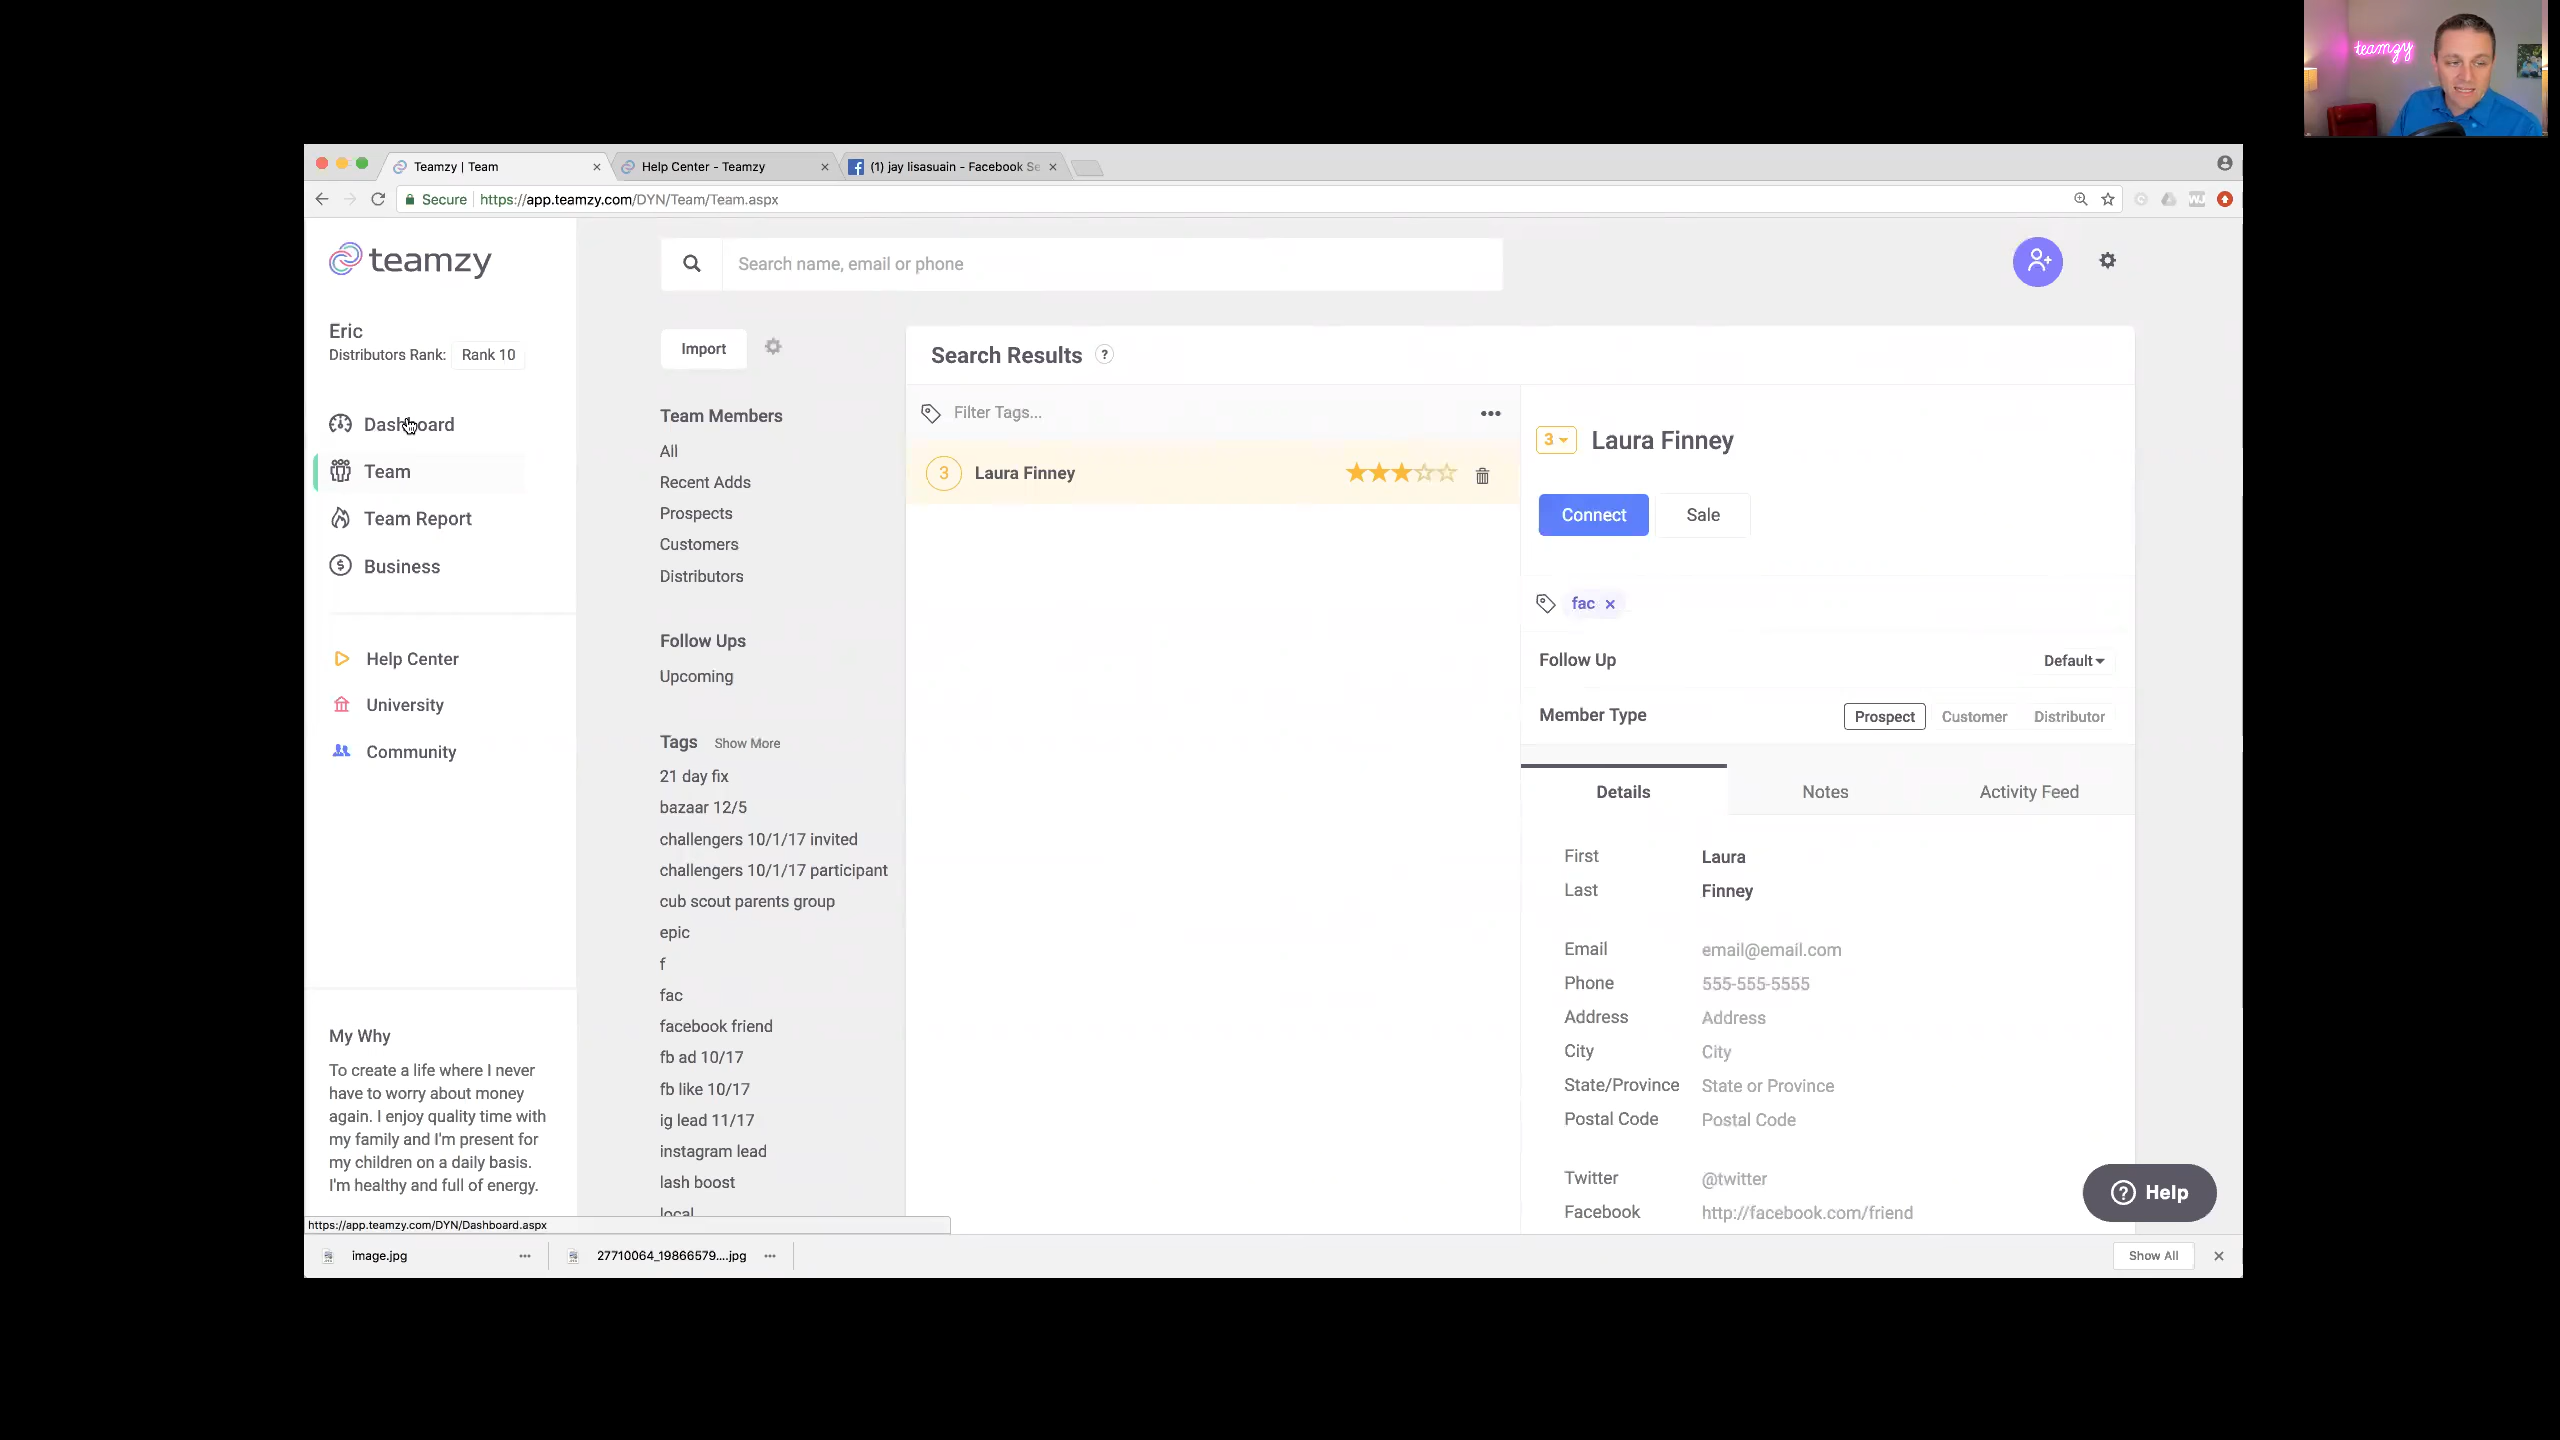 teamzy
Teamzy | Team
Help Center - Teamzy
(1) jay lisasuain - Facebook Se
Secure
https://app.teamzy.com/DYN/Team/Team.aspx
teamzy
Search name, email or phone
Eric
Distributors Rank: Rank 10
Dashboard
Team
Team Report
Business
Help Center
University
Community
My Why
To create a life where I never
have to worry about money
again. I enjoy quality time with
my family and I'm present for
my children on a daily basis.
I'm healthy and full of energy.
Import
Team Members
All
Recent Adds
Prospects
Customers
Distributors
Follow Ups
Upcoming
Tags Show More
21 day fix
bazaar 12/5
challengers 10/1/17 invited
challengers 10/1/17 participant
cub scout parents group
epic
f
fac
facebook friend
fb ad 10/17
fb like 10/17
ig lead 11/17
instagram lead
lash boost
local
Search Results ?
Filter Tags...
3 Laura Finney
3 Laura Finney
Connect Sale
fac
Follow Up Default
Member Type Prospect Customer Distributor
Details Notes Activity Feed
First Laura
Last Finney
Email email@email.com
Phone 555-555-5555
Address Address
City City
State/Province State or Province
Postal Code Postal Code
Twitter @twitter
Facebook http://facebook.com/friend
? Help
https://app.teamzy.com/DYN/Dashboard.aspx
image.jpg
27710064_19866579....jpg
Show All